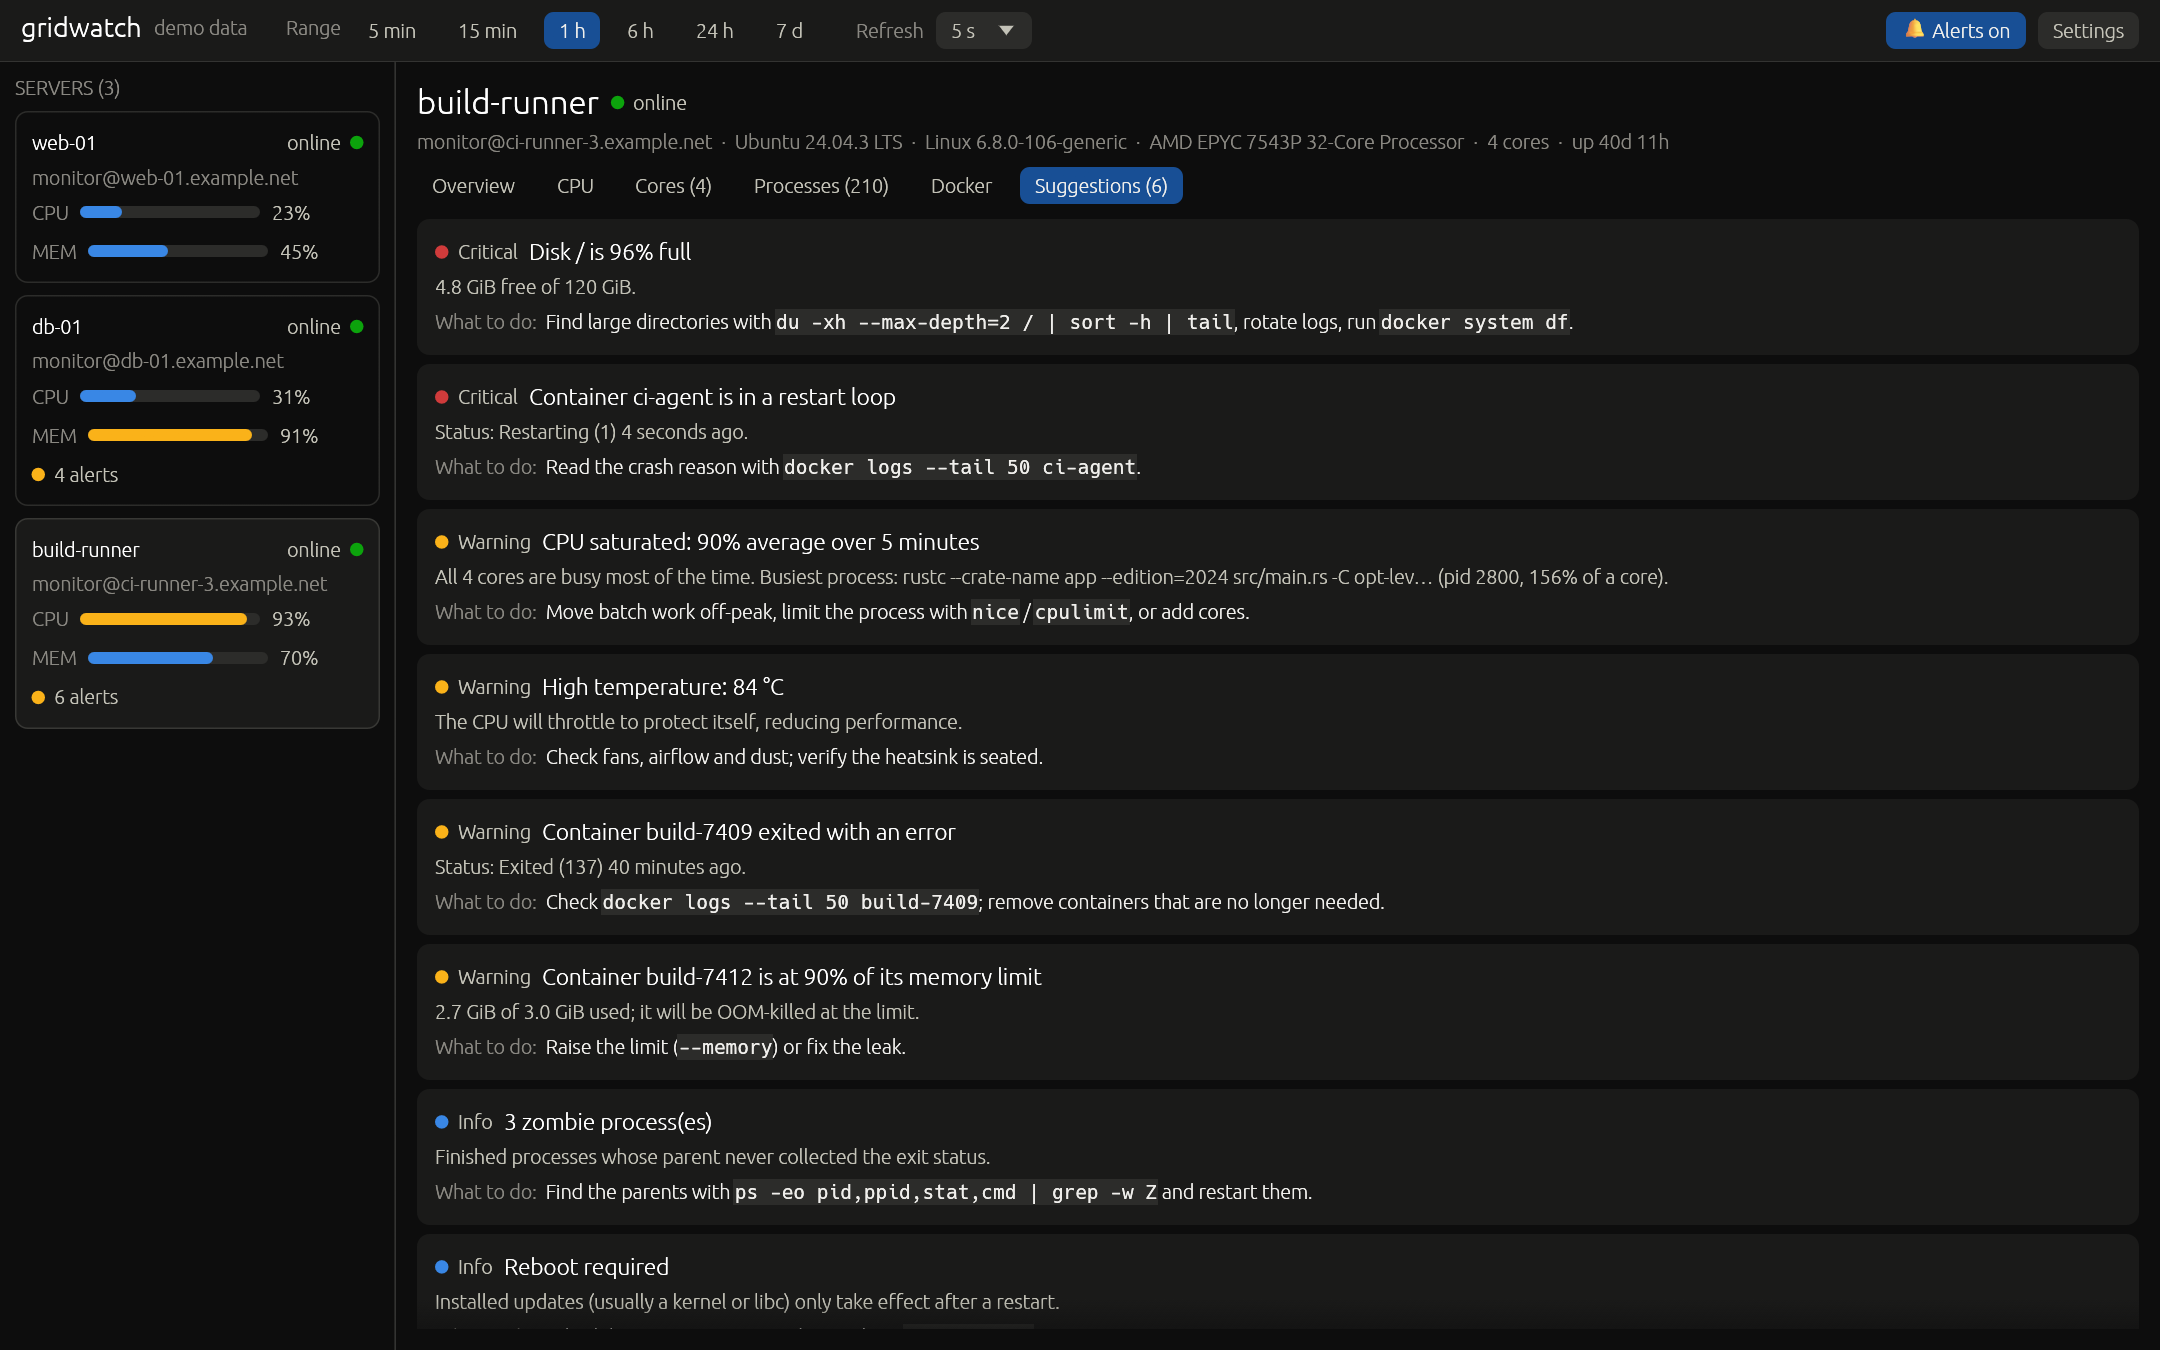 gridwatch demo data Range 5 min 15 min 1 h 6 h 24 h 7 d Refresh 5 s Alerts on Settings
SERVERS (3)
web-01 online
monitor@web-01.example.net
CPU 23%
MEM 45%
db-01 online
monitor@db-01.example.net
CPU 31%
MEM 91%
4 alerts
build-runner online
monitor@ci-runner-3.example.net
CPU 93%
MEM 70%
6 alerts
build-runner online
monitor@ci-runner-3.example.net · Ubuntu 24.04.3 LTS · Linux 6.8.0-106-generic · AMD EPYC 7543P 32-Core Processor · 4 cores · up 40d 11h
Overview CPU Cores (4) Processes (210) Docker Suggestions (6)
Critical Disk / is 96% full
4.8 GiB free of 120 GiB.
What to do: Find large directories with du -xh --max-depth=2 / | sort -h | tail, rotate logs, run docker system df.
Critical Container ci-agent is in a restart loop
Status: Restarting (1) 4 seconds ago.
What to do: Read the crash reason with docker logs --tail 50 ci-agent.
Warning CPU saturated: 90% average over 5 minutes
All 4 cores are busy most of the time. Busiest process: rustc --crate-name app --edition=2024 src/main.rs -C opt-lev… (pid 2800, 156% of a core).
What to do: Move batch work off-peak, limit the process with nice / cpulimit, or add cores.
Warning High temperature: 84 °C
The CPU will throttle to protect itself, reducing performance.
What to do: Check fans, airflow and dust; verify the heatsink is seated.
Warning Container build-7409 exited with an error
Status: Exited (137) 40 minutes ago.
What to do: Check docker logs --tail 50 build-7409; remove containers that are no longer needed.
Warning Container build-7412 is at 90% of its memory limit
2.7 GiB of 3.0 GiB used; it will be OOM-killed at the limit.
What to do: Raise the limit (--memory) or fix the leak.
Info 3 zombie process(es)
Finished processes whose parent never collected the exit status.
What to do: Find the parents with ps -eo pid,ppid,stat,cmd | grep -w Z and restart them.
Info Reboot required
Installed updates (usually a kernel or libc) only take effect after a restart.